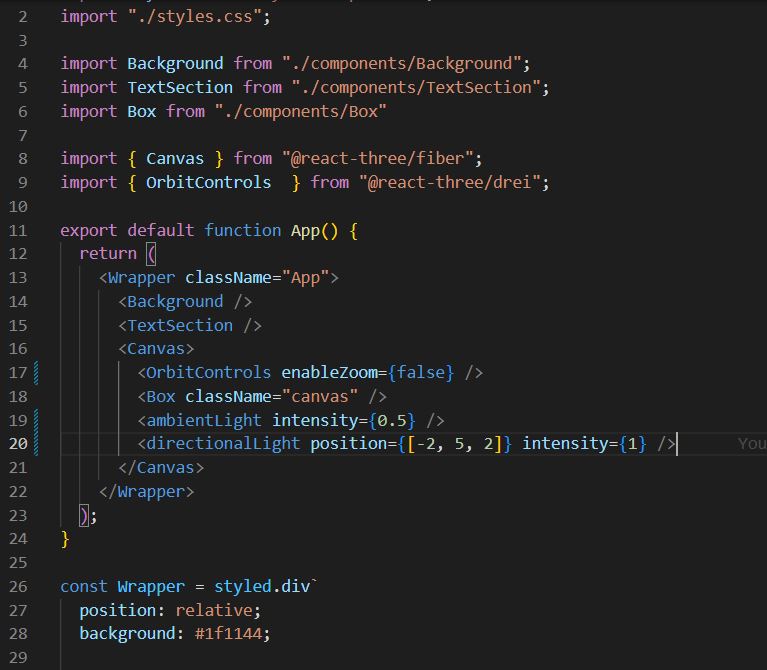 2 import "./styles.css";
3
4 import Background from "./components/Background";
5 import TextSection from "./components/TextSection";
6 import Box from "./components/Box"
7
8 import { Canvas } from "@react-three/fiber";
9 import { OrbitControls  } from "@react-three/drei";
10
11 export default function App() {
12   return (
13     <Wrapper className="App">
14       <Background />
15       <TextSection />
16       <Canvas>
17         <OrbitControls enableZoom={false} />
18         <Box className="canvas" />
19         <ambientLight intensity={0.5} />
20         <directionalLight position={[-2, 5, 2]} intensity={1} />      You
21       </Canvas>
22     </Wrapper>
23   );
24 }
25
26 const Wrapper = styled.div`
27   position: relative;
28   background: #1f1144;
29